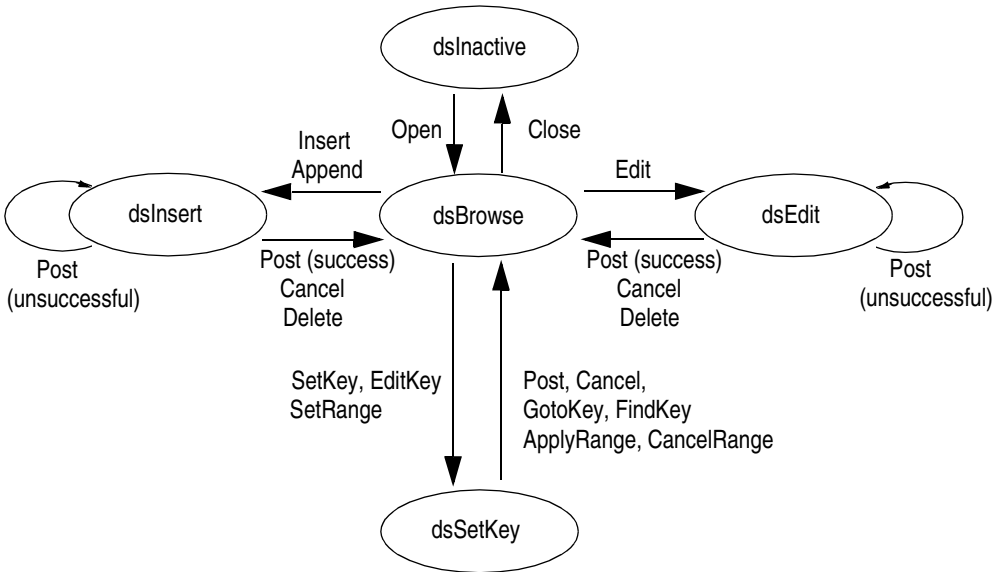 dsInactive
Open
Close
Insert
Append
Edit
dsInsert
dsBrowse
dsEdit
Post
(unsuccessful)
Post (success)
Cancel
Delete
Post (success)
Cancel
Delete
Post
(unsuccessful)
SetKey, EditKey
SetRange
Post, Cancel,
GotoKey, FindKey
ApplyRange, CancelRange
dsSetKey